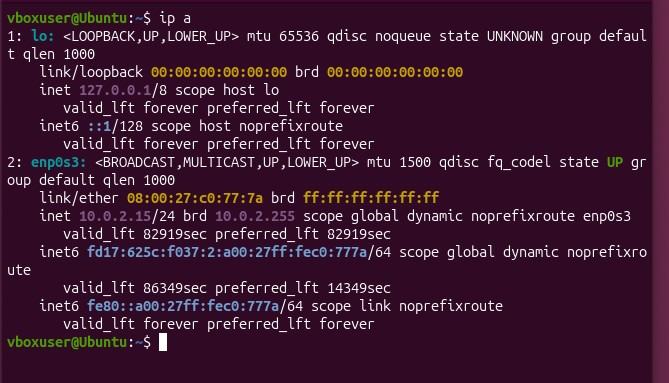 vboxuser@Ubuntu:~$ ip a
1: lo: <LOOPBACK,UP,LOWER_UP> mtu 65536 qdisc noqueue state UNKNOWN group defaul
t qlen 1000
    link/loopback 00:00:00:00:00:00 brd 00:00:00:00:00:00
    inet 127.0.0.1/8 scope host lo
       valid_lft forever preferred_lft forever
    inet6 ::1/128 scope host noprefixroute
       valid_lft forever preferred_lft forever
2: enp0s3: <BROADCAST,MULTICAST,UP,LOWER_UP> mtu 1500 qdisc fq_codel state UP gr
oup default qlen 1000
    link/ether 08:00:27:c0:77:7a brd ff:ff:ff:ff:ff:ff
    inet 10.0.2.15/24 brd 10.0.2.255 scope global dynamic noprefixroute enp0s3
       valid_lft 82919sec preferred_lft 82919sec
    inet6 fd17:625c:f037:2:a00:27ff:fec0:777a/64 scope global dynamic noprefixro
ute
       valid_lft 86349sec preferred_lft 14349sec
    inet6 fe80::a00:27ff:fec0:777a/64 scope link noprefixroute
       valid_lft forever preferred_lft forever
vboxuser@Ubuntu:~$